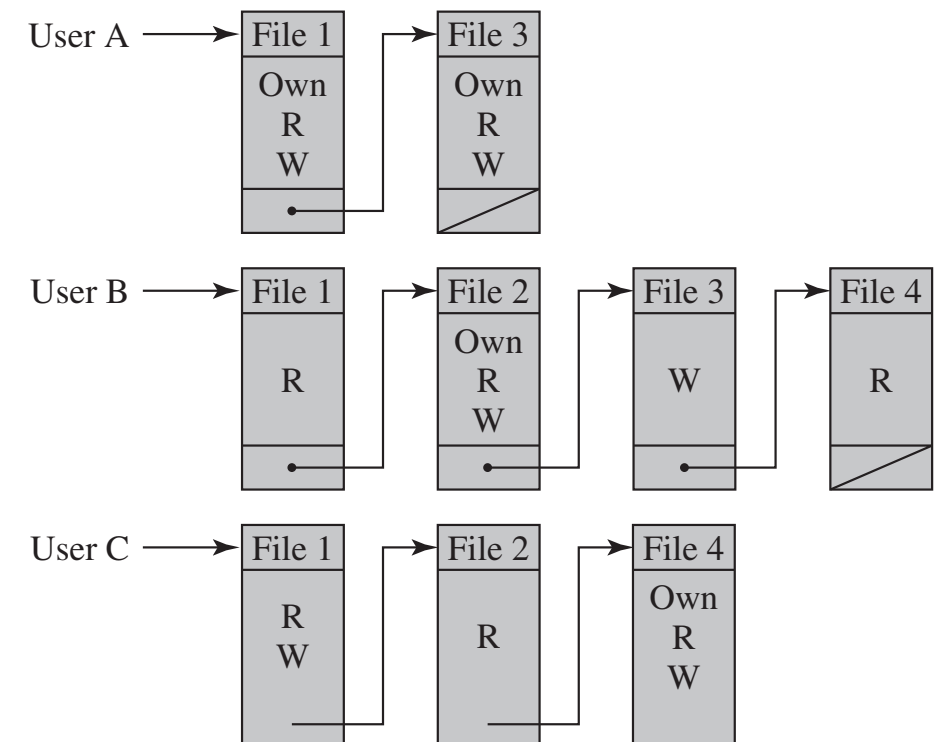 User A File 1 File 3
Own Own
R R
W W
User B File 1 File 2 File 3 File 4
Own
R R W R
W
User C File 1 File 2 File 4
Own
R R R
W W